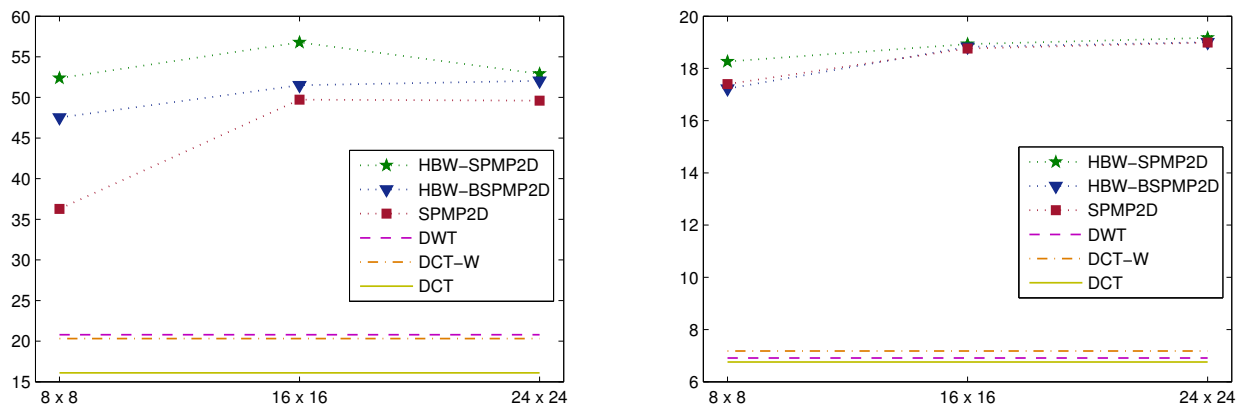 60
55
50
45
40
35
30
25
20
15
8 x 8
16 x 16
24 x 24
HBW-SPMP2D
HBW-BSPMP2D
SPMP2D
DWT
DCT-W
DCT
20
18
16
14
12
10
8
6
8 x 8
16 x 16
24 x 24
HBW-SPMP2D
HBW-BSPMP2D
SPMP2D
DWT
DCT-W
DCT